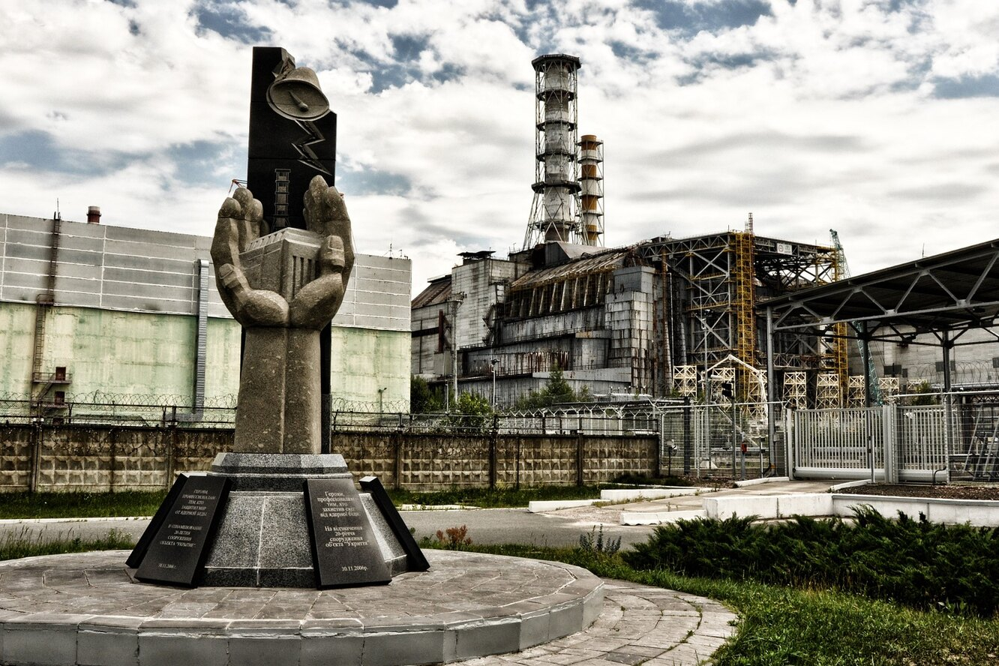 ГЕРОЯМ,
ПРОФЕССИОНАЛАМ
ТЕМ, КТО
ЗАЩИТИЛ МИР
ОТ ЯДЕРНОЙ БЕДЫ.
В ОЗНАМЕНОВАНИЕ
20-ЛЕТИЯ
СООРУЖЕНИЯ
ОБЪЕКТА "УКРЫТИЕ"
30.11.2006г.
Героям,
професіоналам
тим, хто
захистив світ
від ядерної біди.
На відзначення
20-річчя
спорудження
об'єкта "Укриття"
30.11.2006р.